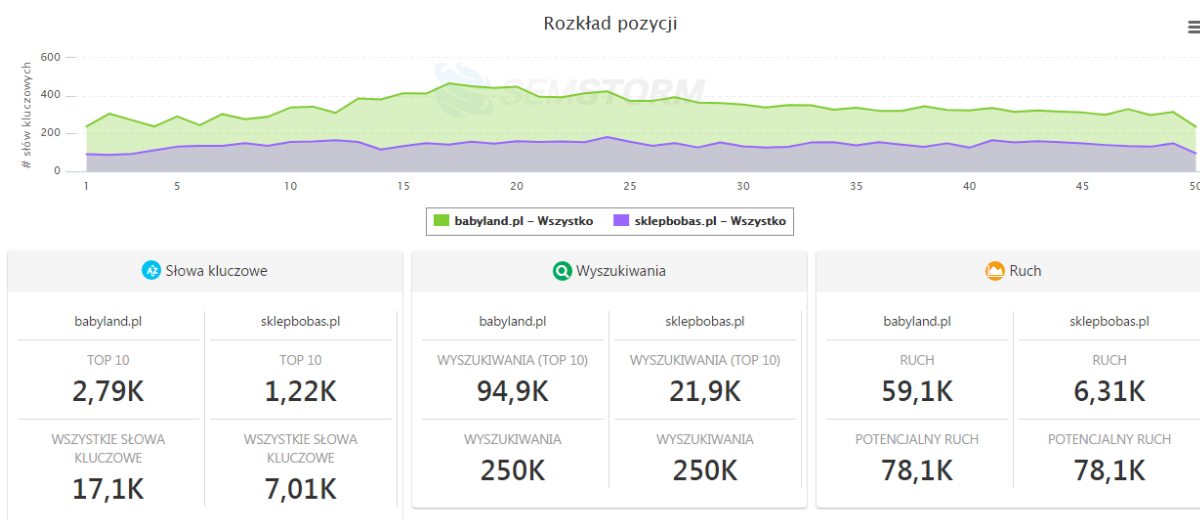 Rozkład pozycji
SEMSTORM
# słów kluczowych
600
400
200
0
1 5 10 15 20 25 30 35 40 45 50
babyland.pl – Wszystko sklepbobas.pl – Wszystko
AZ Słowa kluczowe
babyland.pl sklepbobas.pl
TOP 10 TOP 10
2,79K 1,22K
WSZYSTKIE SŁOWA WSZYSTKIE SŁOWA
KLUCZOWE KLUCZOWE
17,1K 7,01K
Wyszukiwania
babyland.pl sklepbobas.pl
WYSZUKIWANIA (TOP 10) WYSZUKIWANIA (TOP 10)
94,9K 21,9K
WYSZUKIWANIA WYSZUKIWANIA
250K 250K
Ruch
babyland.pl sklepbobas.pl
RUCH RUCH
59,1K 6,31K
POTENCJALNY RUCH POTENCJALNY RUCH
78,1K 78,1K